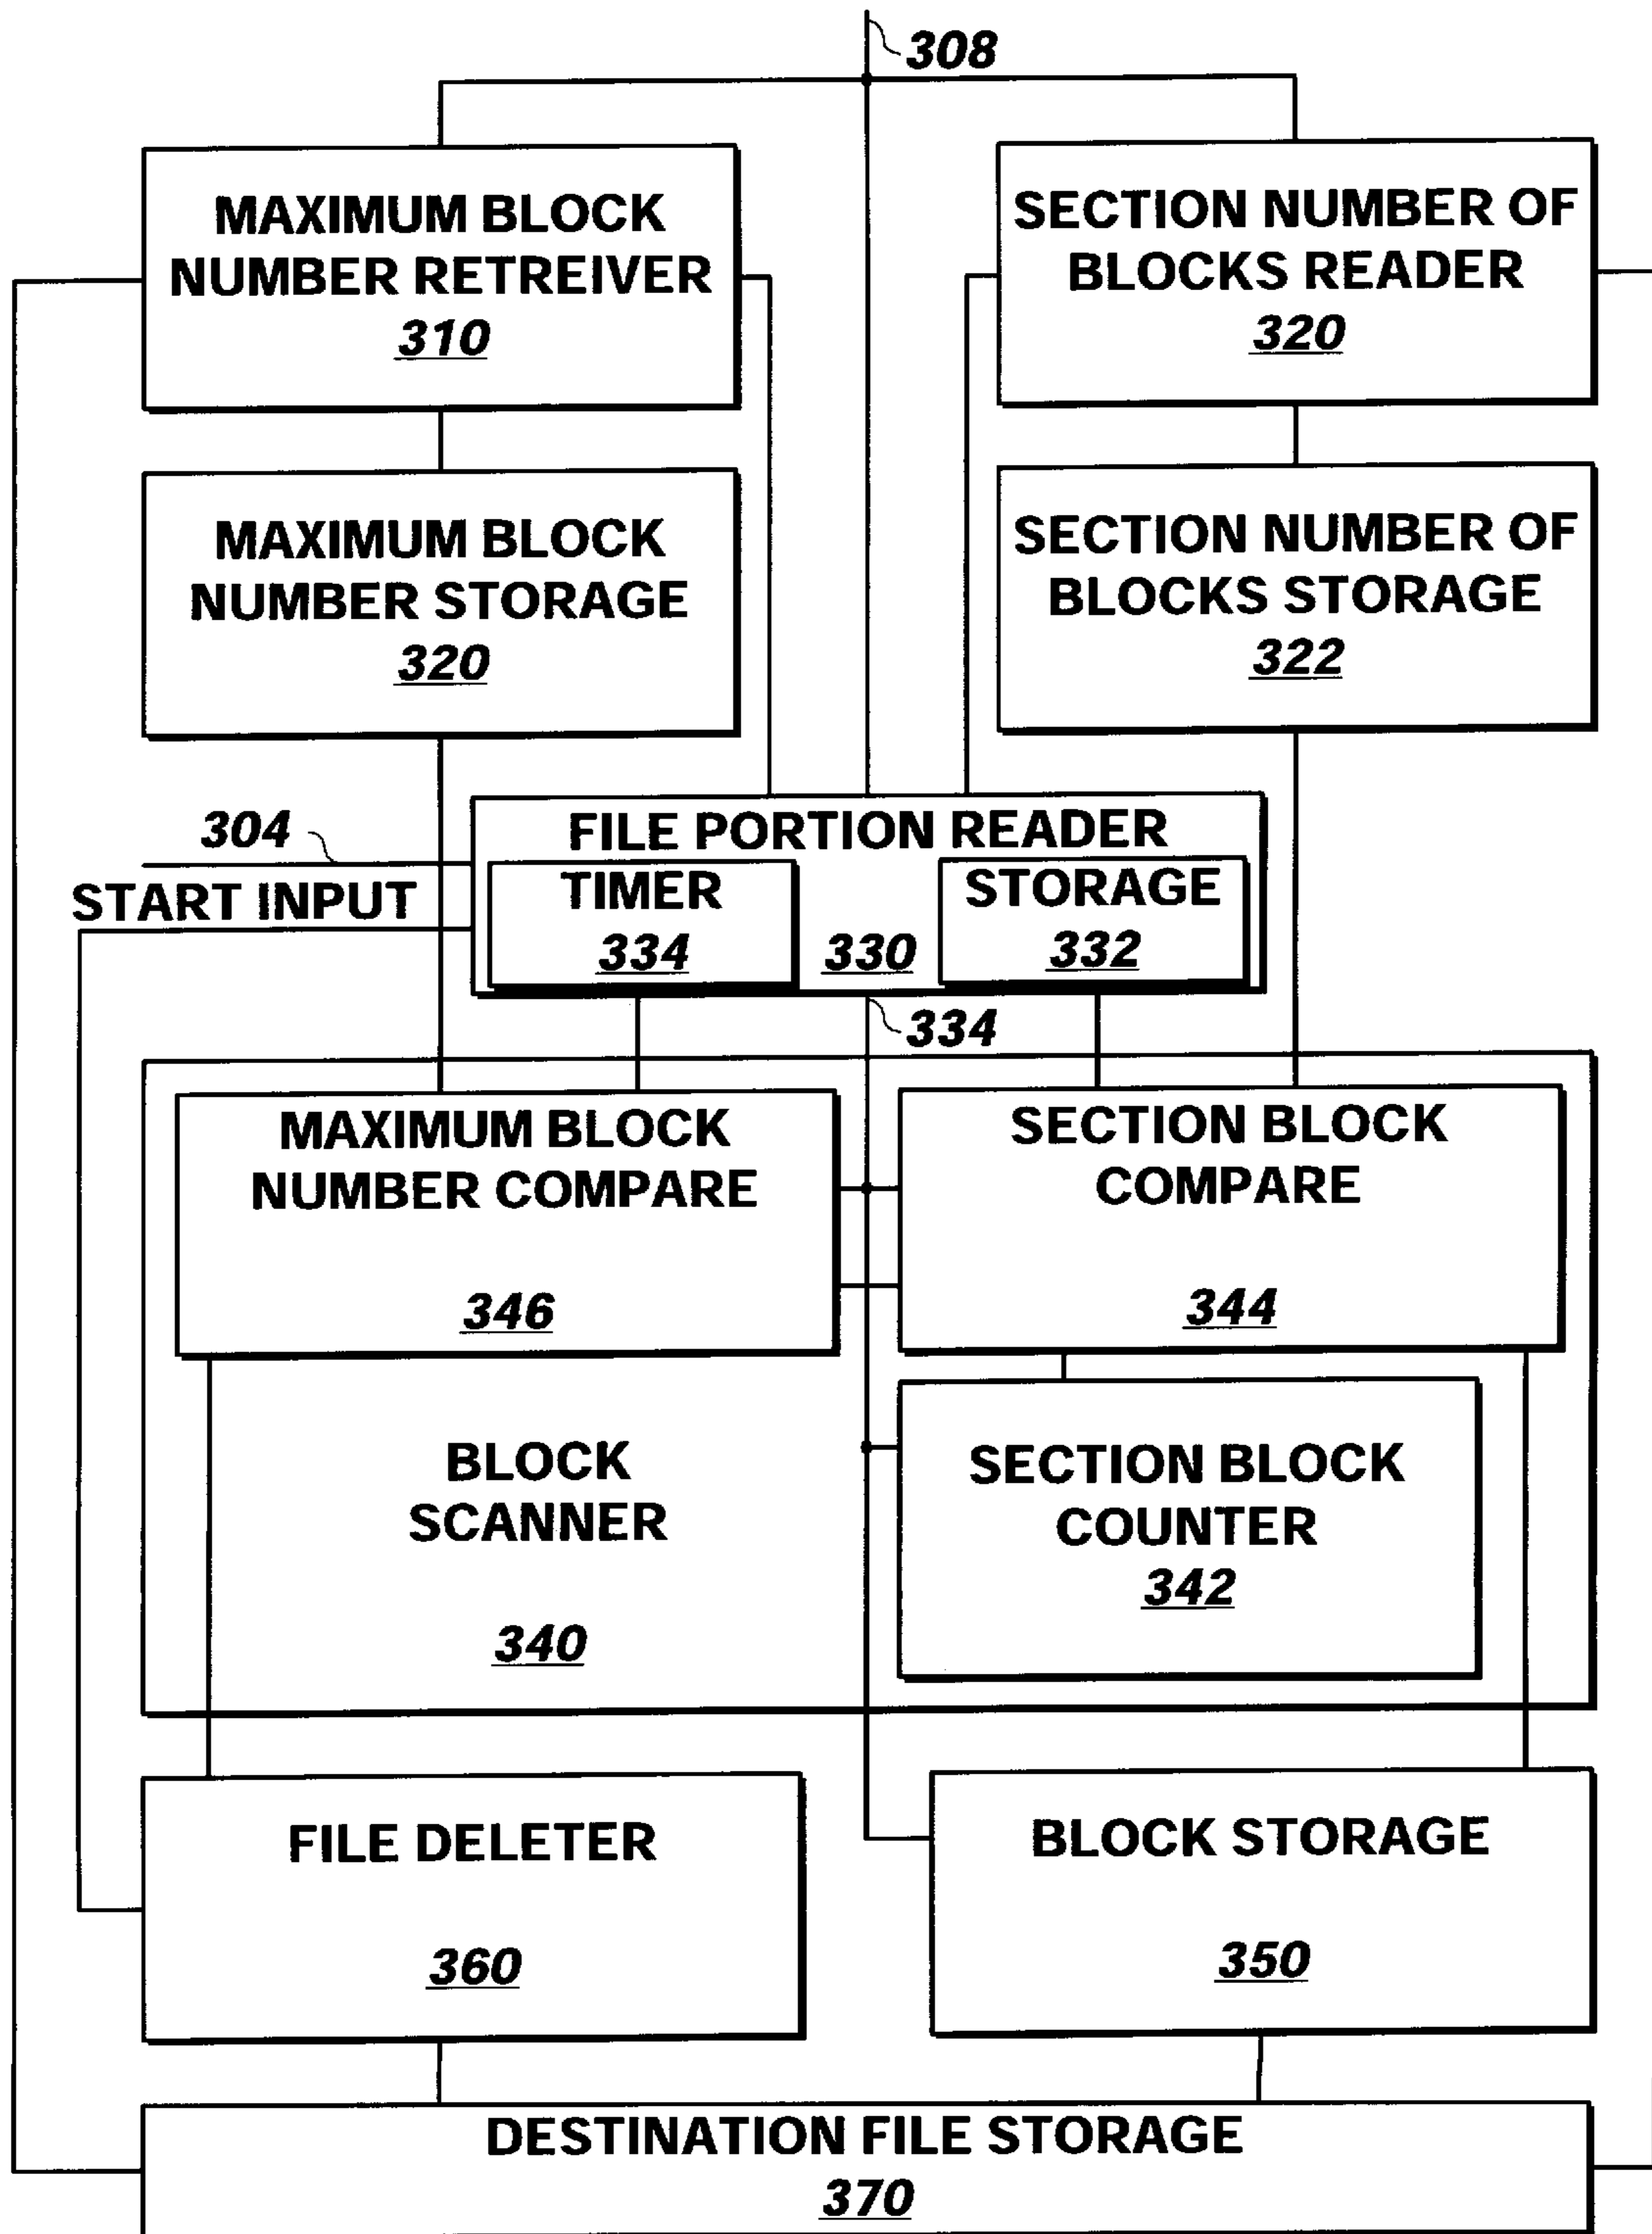 308
MAXIMUM BLOCK
NUMBER RETREIVER
310
SECTION NUMBER OF
BLOCKS READER
320
MAXIMUM BLOCK
NUMBER STORAGE
320
SECTION NUMBER OF
BLOCKS STORAGE
322
304
START INPUT
FILE PORTION READER
TIMER
334
330
STORAGE
332
334
MAXIMUM BLOCK
NUMBER COMPARE
346
SECTION BLOCK
COMPARE
344
BLOCK
SCANNER
340
SECTION BLOCK
COUNTER
342
FILE DELETER
360
BLOCK STORAGE
350
DESTINATION FILE STORAGE
370